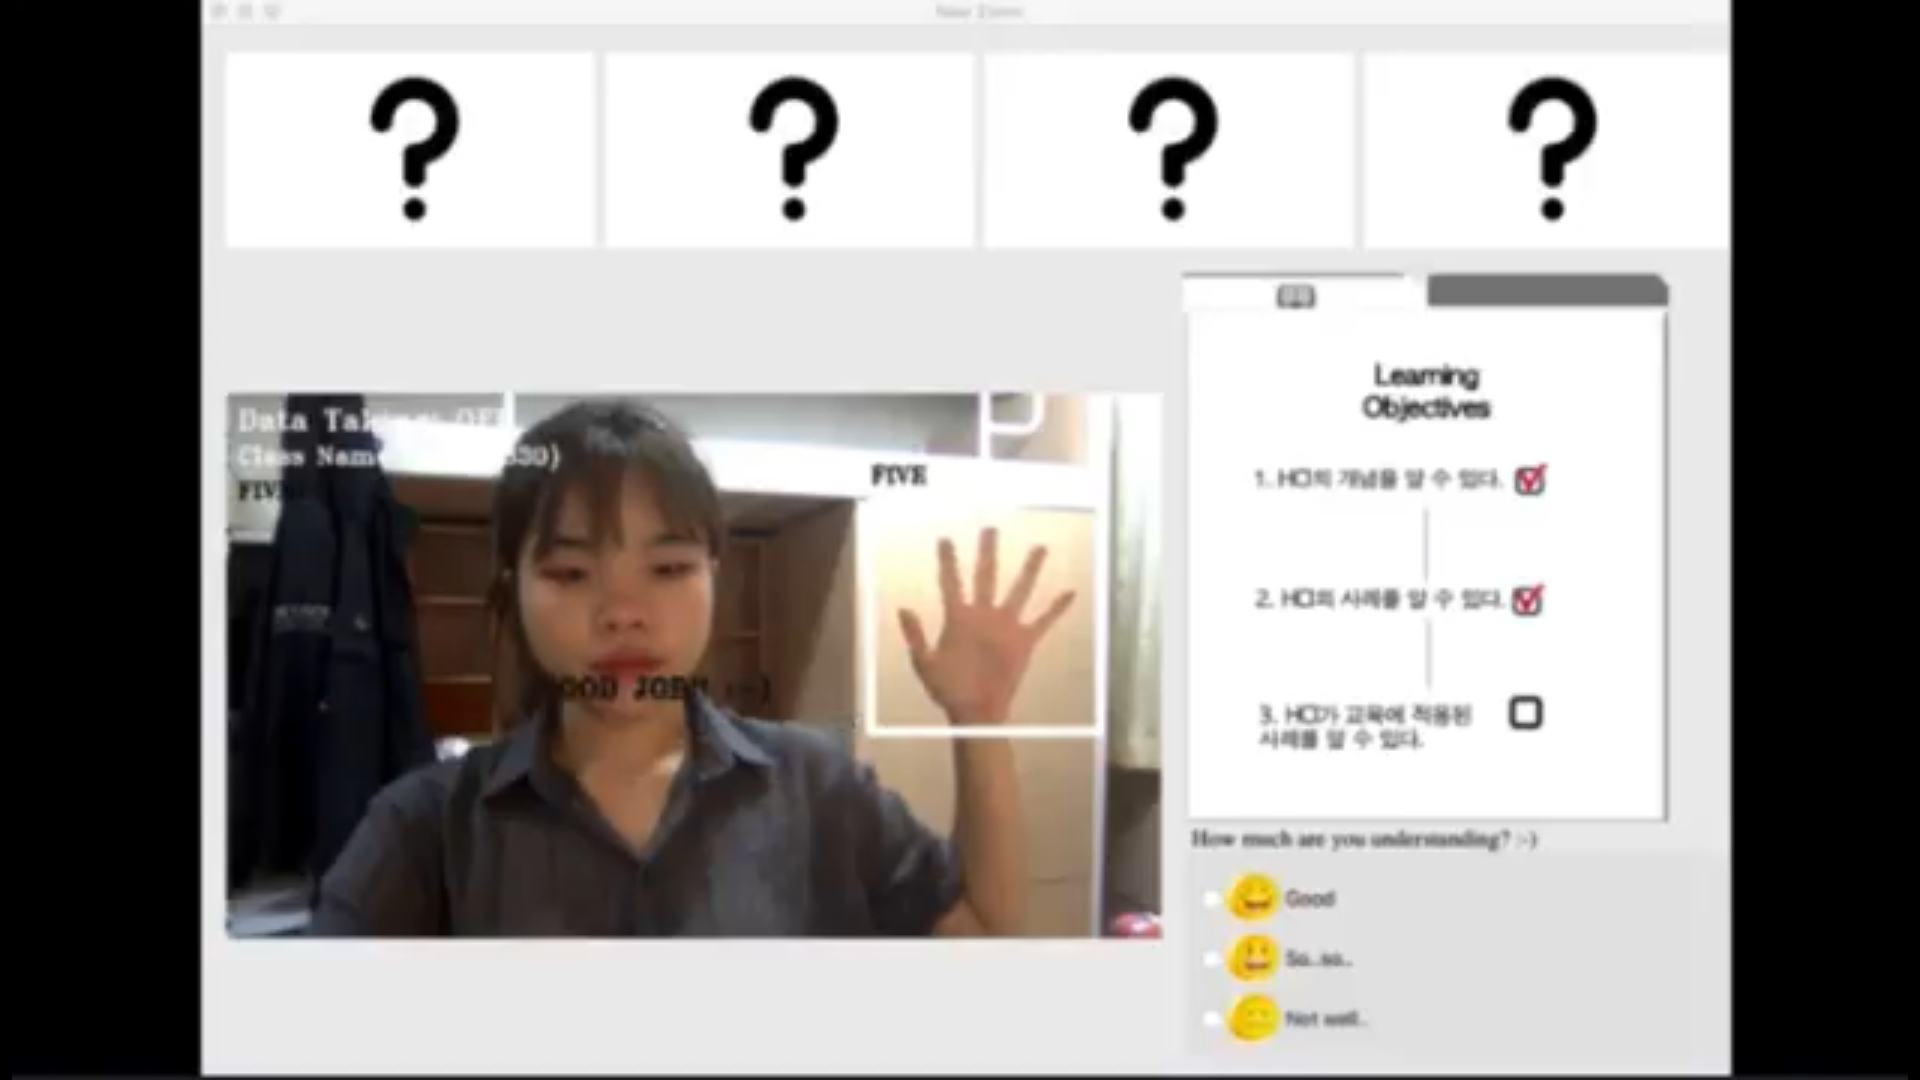 New Zoom
? ? ? ?
Data Taking: OFF
Class Nam 30)
FIVE
FIVE
GOOD JOB!! :-)
Learning
Objectives
1. HCI의 개념을 알 수 있다.
2. HCI의 사례를 알 수 있다.
3. HCI가 교육에 적용된
사례를 알 수 있다.
How much are you understanding? :-)
Good
So..so..
Not well..